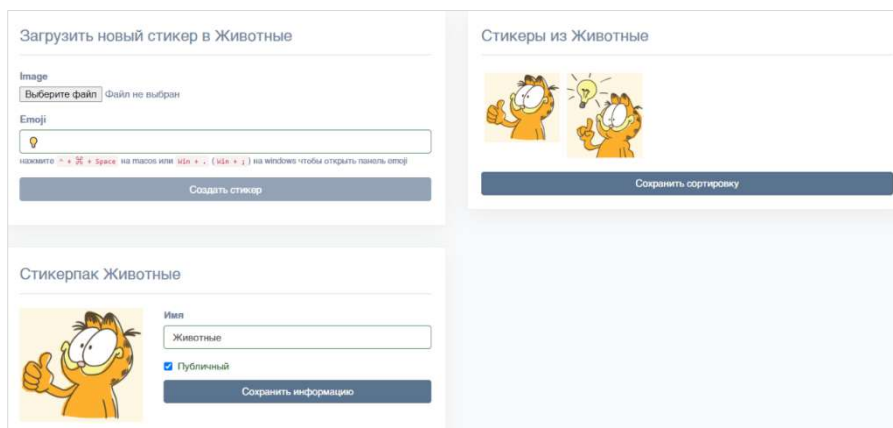 Загрузить новый стикер в Животные
Image
Выберите файл Файл не выбран
Emoji
💡
нажмите ^ + ⌘ + Space на macos или Win + . ( Win + ; ) на windows чтобы открыть панель emoji
Создать стикер
Стикеры из Животные
Сохранить сортировку
Стикерпак Животные
Имя
Животные
Публичный
Сохранить информацию